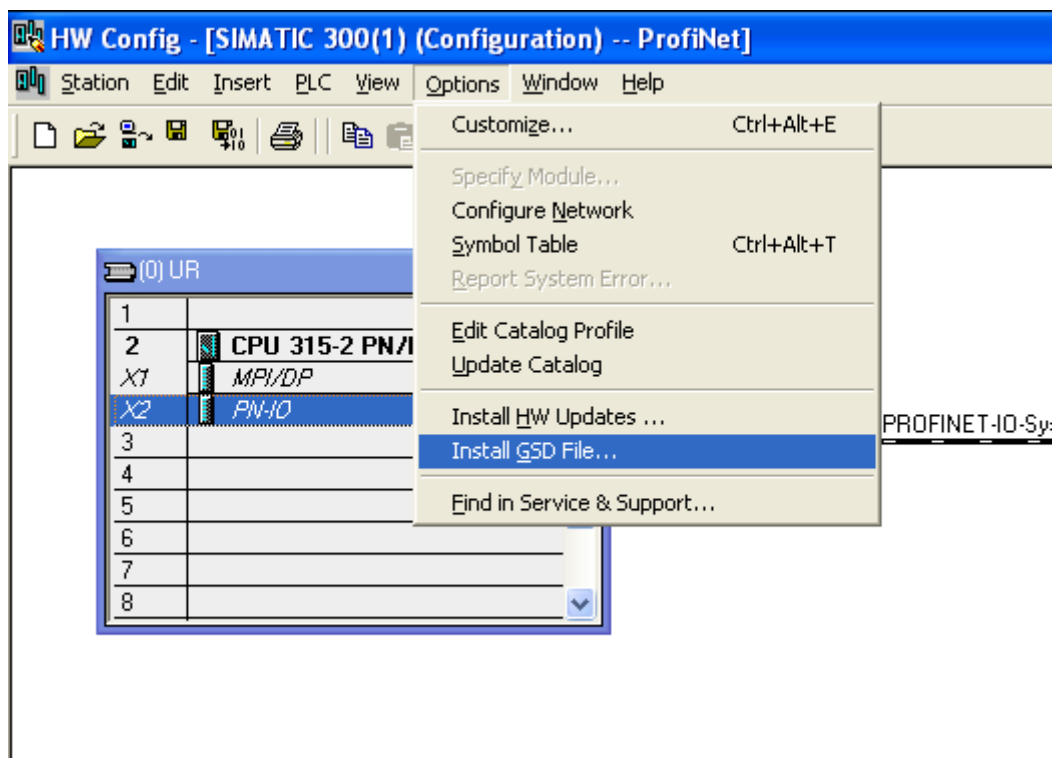 HW Config - [SIMATIC 300(1) (Configuration) -- ProfiNet]
Station Edit Insert PLC View Options Window Help
Customize... Ctrl+Alt+E
Specify Module...
Configure Network
Symbol Table Ctrl+Alt+T
Report System Error...
Edit Catalog Profile
Update Catalog
Install HW Updates ...
Install GSD File...
Find in Service & Support...
(0) UR
1
2 CPU 315-2 PN/
X1 MPI/DP
X2 PN-IO
3
4
5
6
7
8
PROFINET-IO-Sy